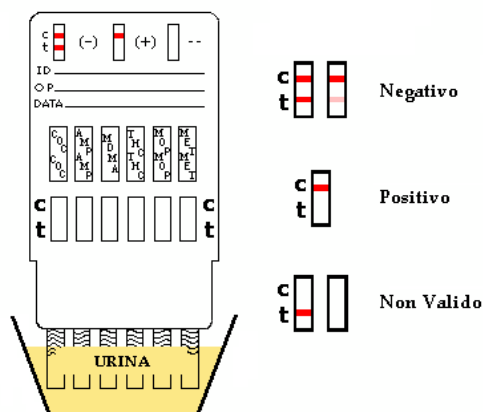 c
t
(-)
(+)
--
ID
OP
DATA
COC COC
AMP AMP
MDMA
THC THC
MOP MOP
MET MET
c
t
c
t
URINA
c
t
Negativo
c
t
Positivo
c
t
Non Valido